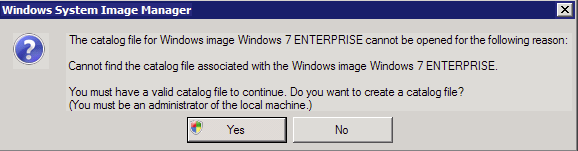 Windows System Image Manager
The catalog file for Windows image Windows 7 ENTERPRISE cannot be opened for the following reason:
Cannot find the catalog file associated with the Windows image Windows 7 ENTERPRISE.
You must have a valid catalog file to continue. Do you want to create a catalog file?
(You must be an administrator of the local machine.)
Yes
No